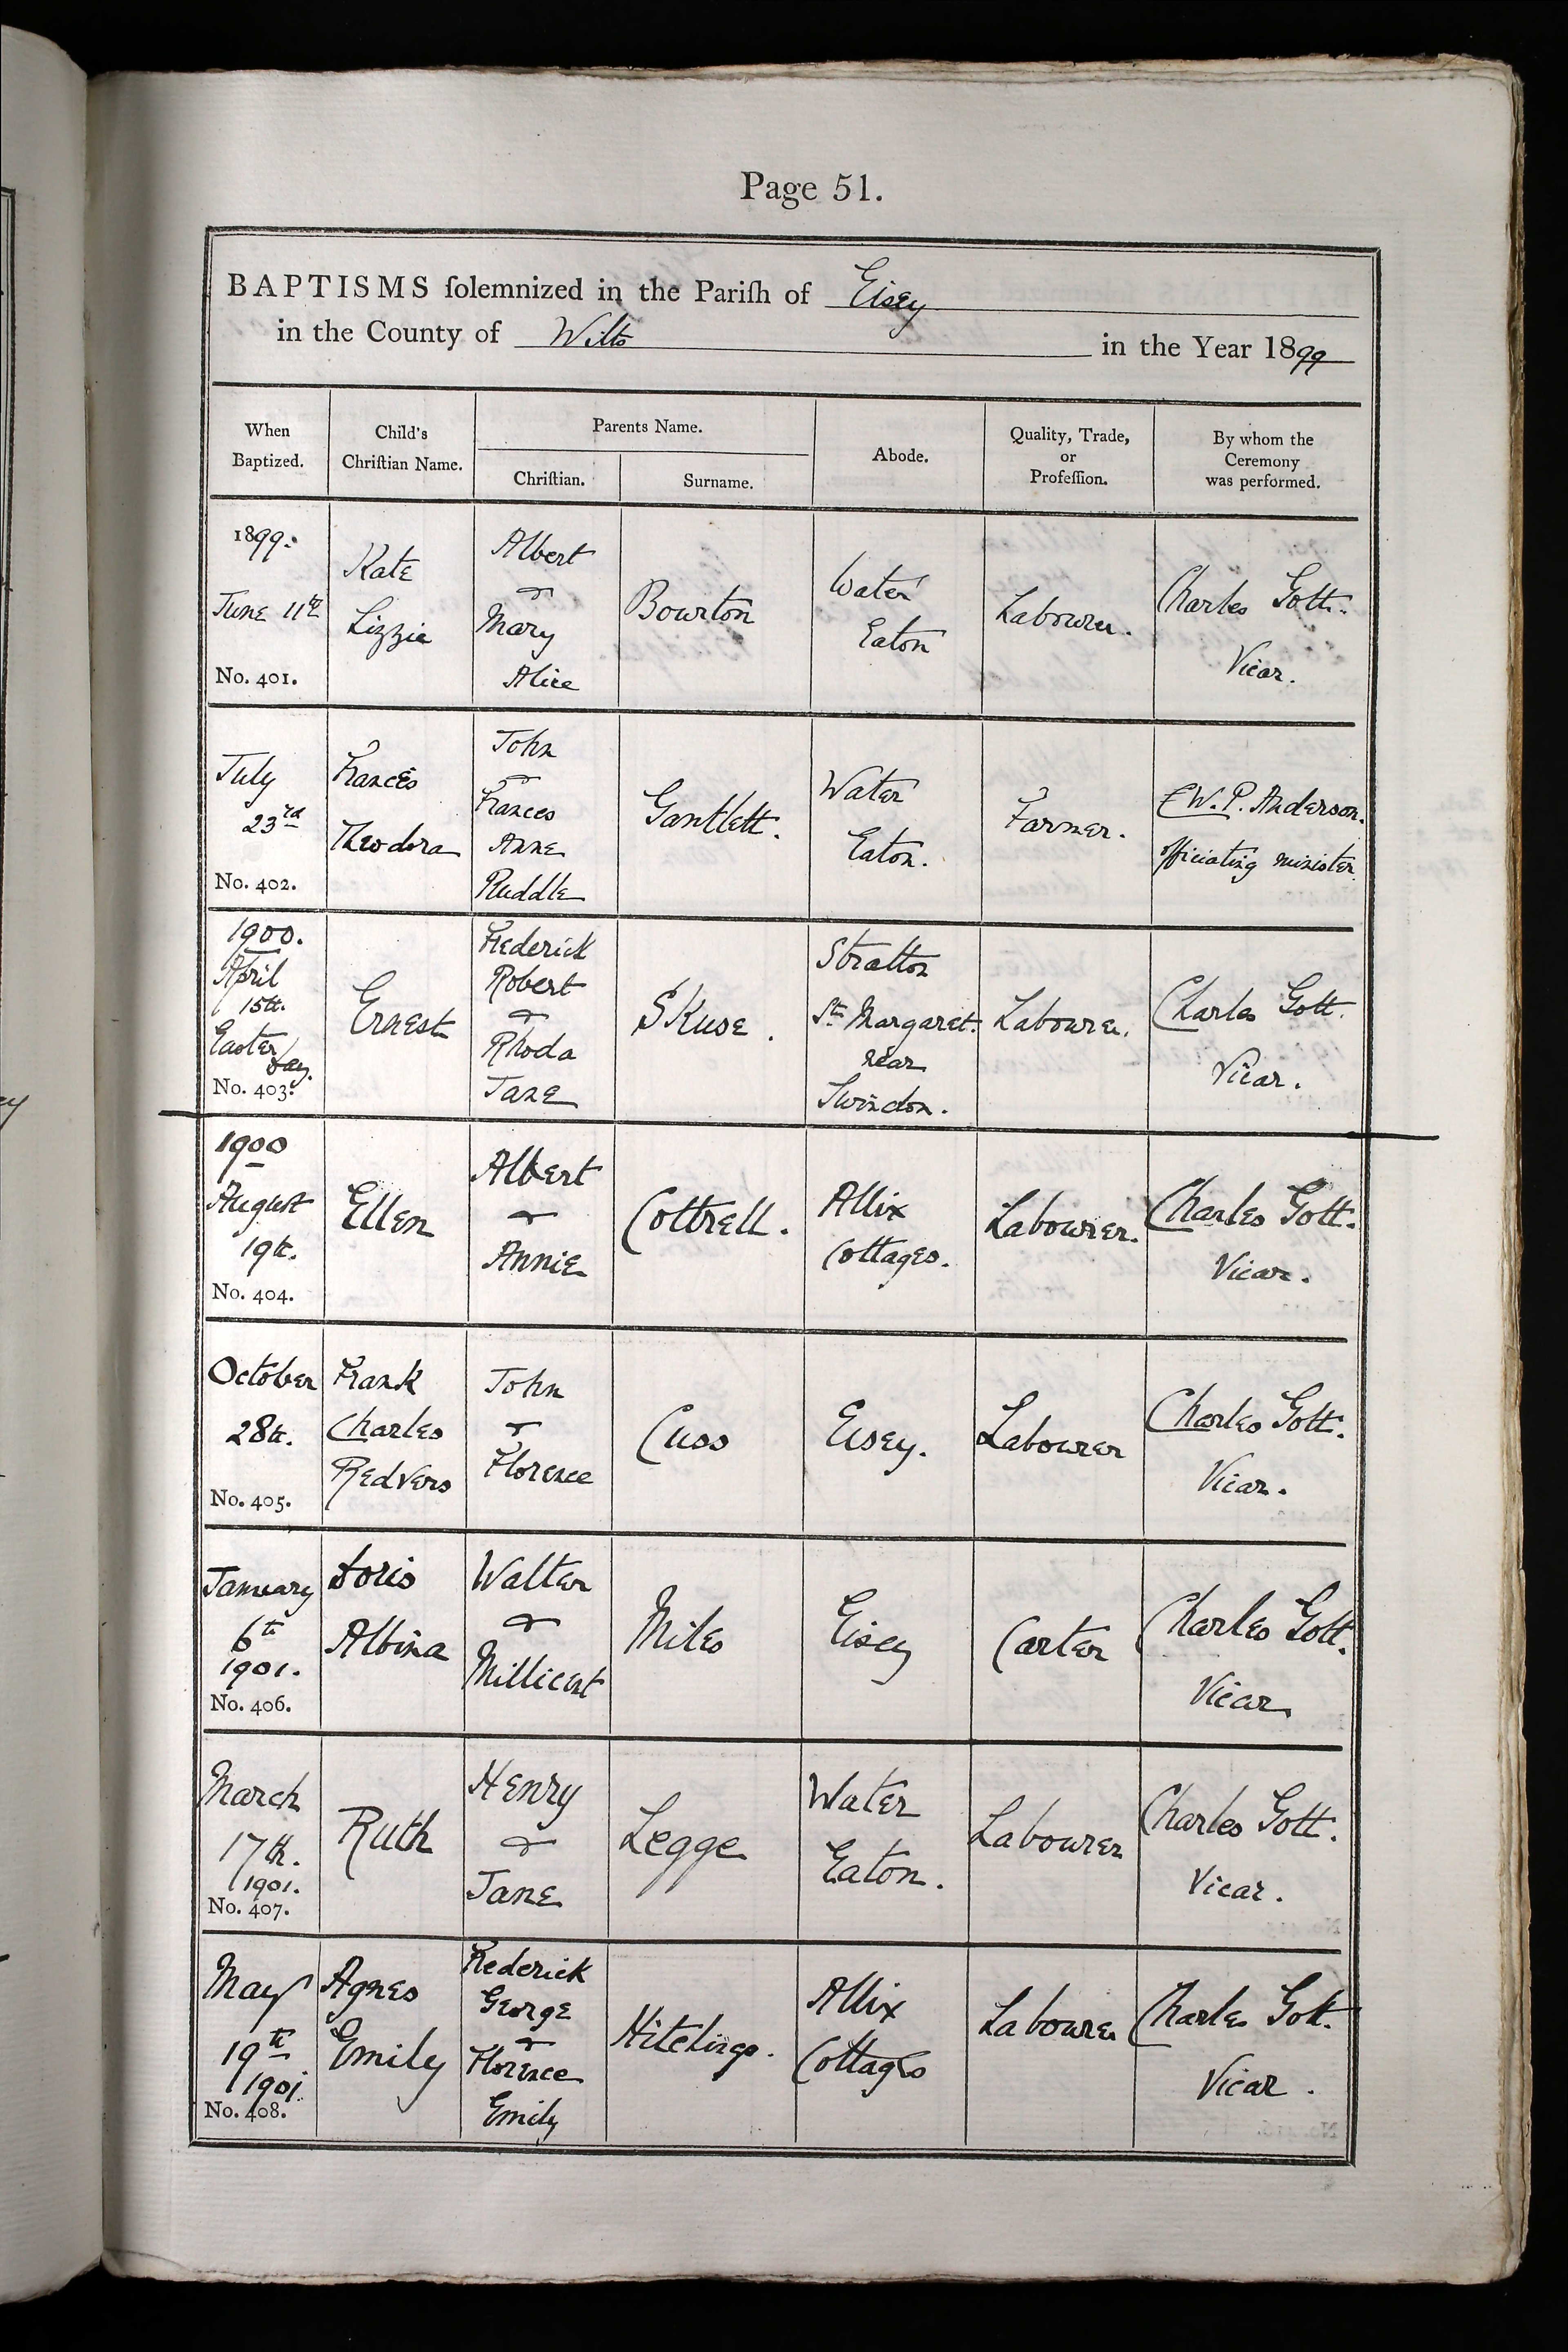 Page 51.
BAPTISMS ſolemnized in the Pariſh of Eisey
in the County of Wilts in the Year 1899
When
Baptized.
Child's
Chriſtian Name.
Parents Name.
Chriſtian.
Surname.
Abode.
Quality, Trade,
or
Profeſſion.
By whom the
Ceremony
was performed.
1899.
June 11th
No. 401.
Kate
Lizzie
Albert
&
Mary
Alice
Bourton
Water
Eaton
Labourer.
Charles Gott.
Vicar.
July
23rd
No. 402.
Frances
Theodora
John
&
Frances
Anne
Ruddle
Gantlett.
Water
Eaton.
Farmer.
W. P. Anderson.
officiating minister.
1900.
April
15th.
Easter
Day.
No. 403.
Ernest
Frederick
Robert
&
Rhoda
Jane
Skuse.
Stratton
St. Margaret.
near
Swindon.
Labourer.
Charles Gott.
Vicar.
1900
August
19th.
No. 404.
Ellen
Albert
&
Annie
Cottrell.
Allix
Cottages.
Labourer.
Charles Gott.
Vicar.
October
28th.
No. 405.
Frank
Charles
Redvers
John
&
Florence
Cuss
Eisey.
Labourer
Charles Gott.
Vicar.
January
6th
1901.
No. 406.
Doris
Albina
Walter
&
Millicent
Miles
Eisey
Carter
Charles Gott.
Vicar
March
17th.
1901.
No. 407.
Ruth
Henry
&
Jane
Legge
Water
Eaton.
Labourer
Charles Gott.
Vicar.
May
19th
1901.
No. 408.
Agnes
Emily
Frederick
George
&
Florence
Emily
Hitchings.
Allix
Cottages
Labourer
Charles Gott.
Vicar.